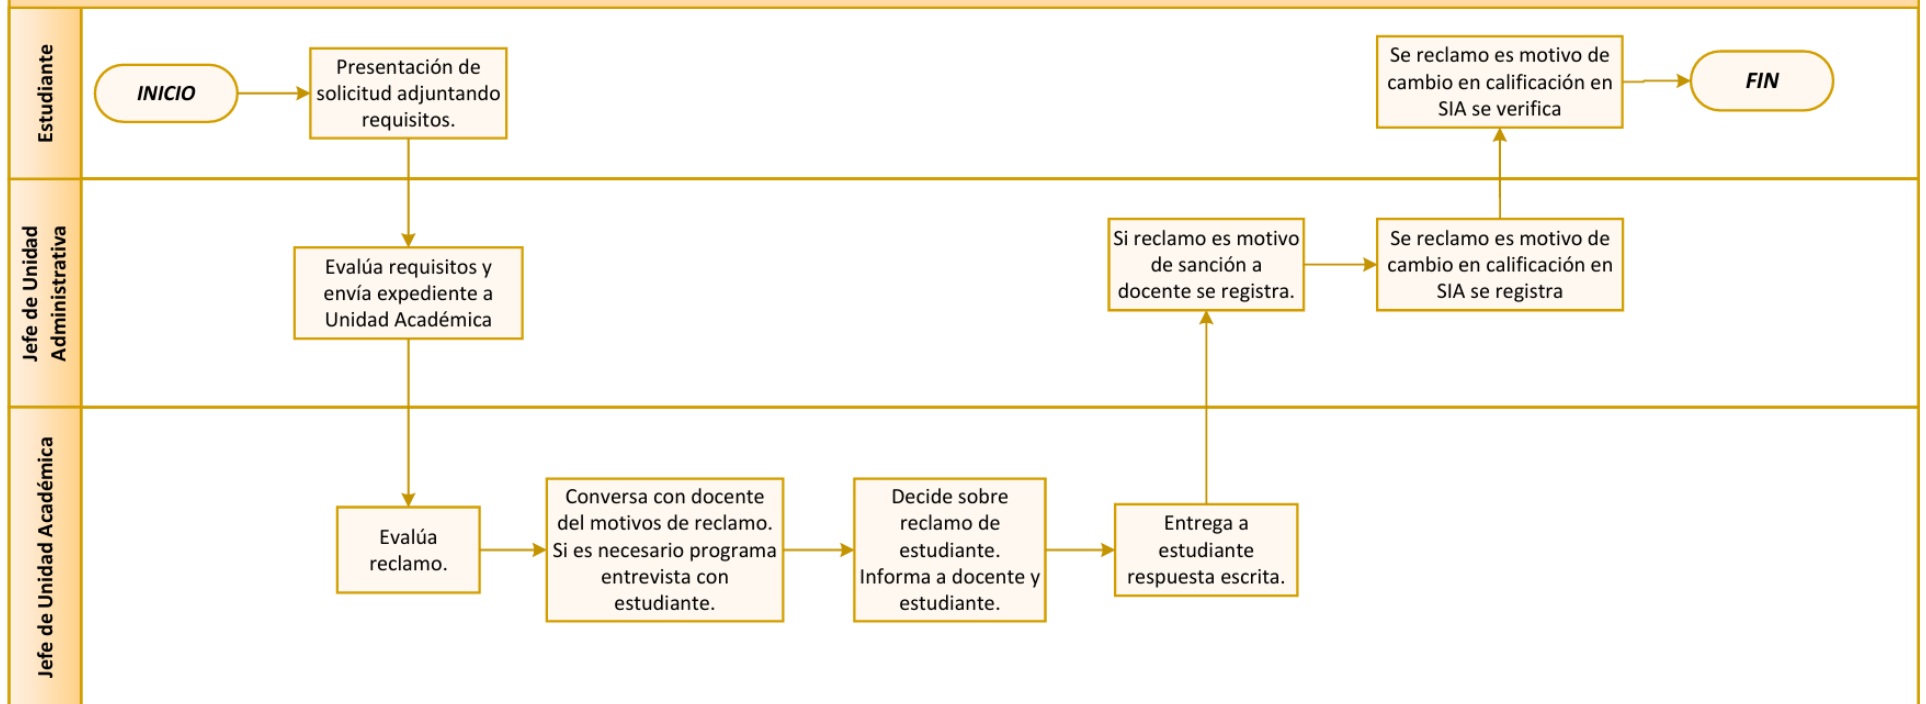 Estudiante
INICIO
Presentación de
solicitud adjuntando
requisitos.
Se reclamo es motivo de
cambio en calificación en
SIA se verifica
FIN
Jefe de Unidad
Administrativa
Evalúa requisitos y
envía expediente a
Unidad Académica
Si reclamo es motivo
de sanción a
docente se registra.
Se reclamo es motivo de
cambio en calificación en
SIA se registra
Jefe de Unidad Académica
Evalúa
reclamo.
Conversa con docente
del motivos de reclamo.
Si es necesario programa
entrevista con
estudiante.
Decide sobre
reclamo de
estudiante.
Informa a docente y
estudiante.
Entrega a
estudiante
respuesta escrita.